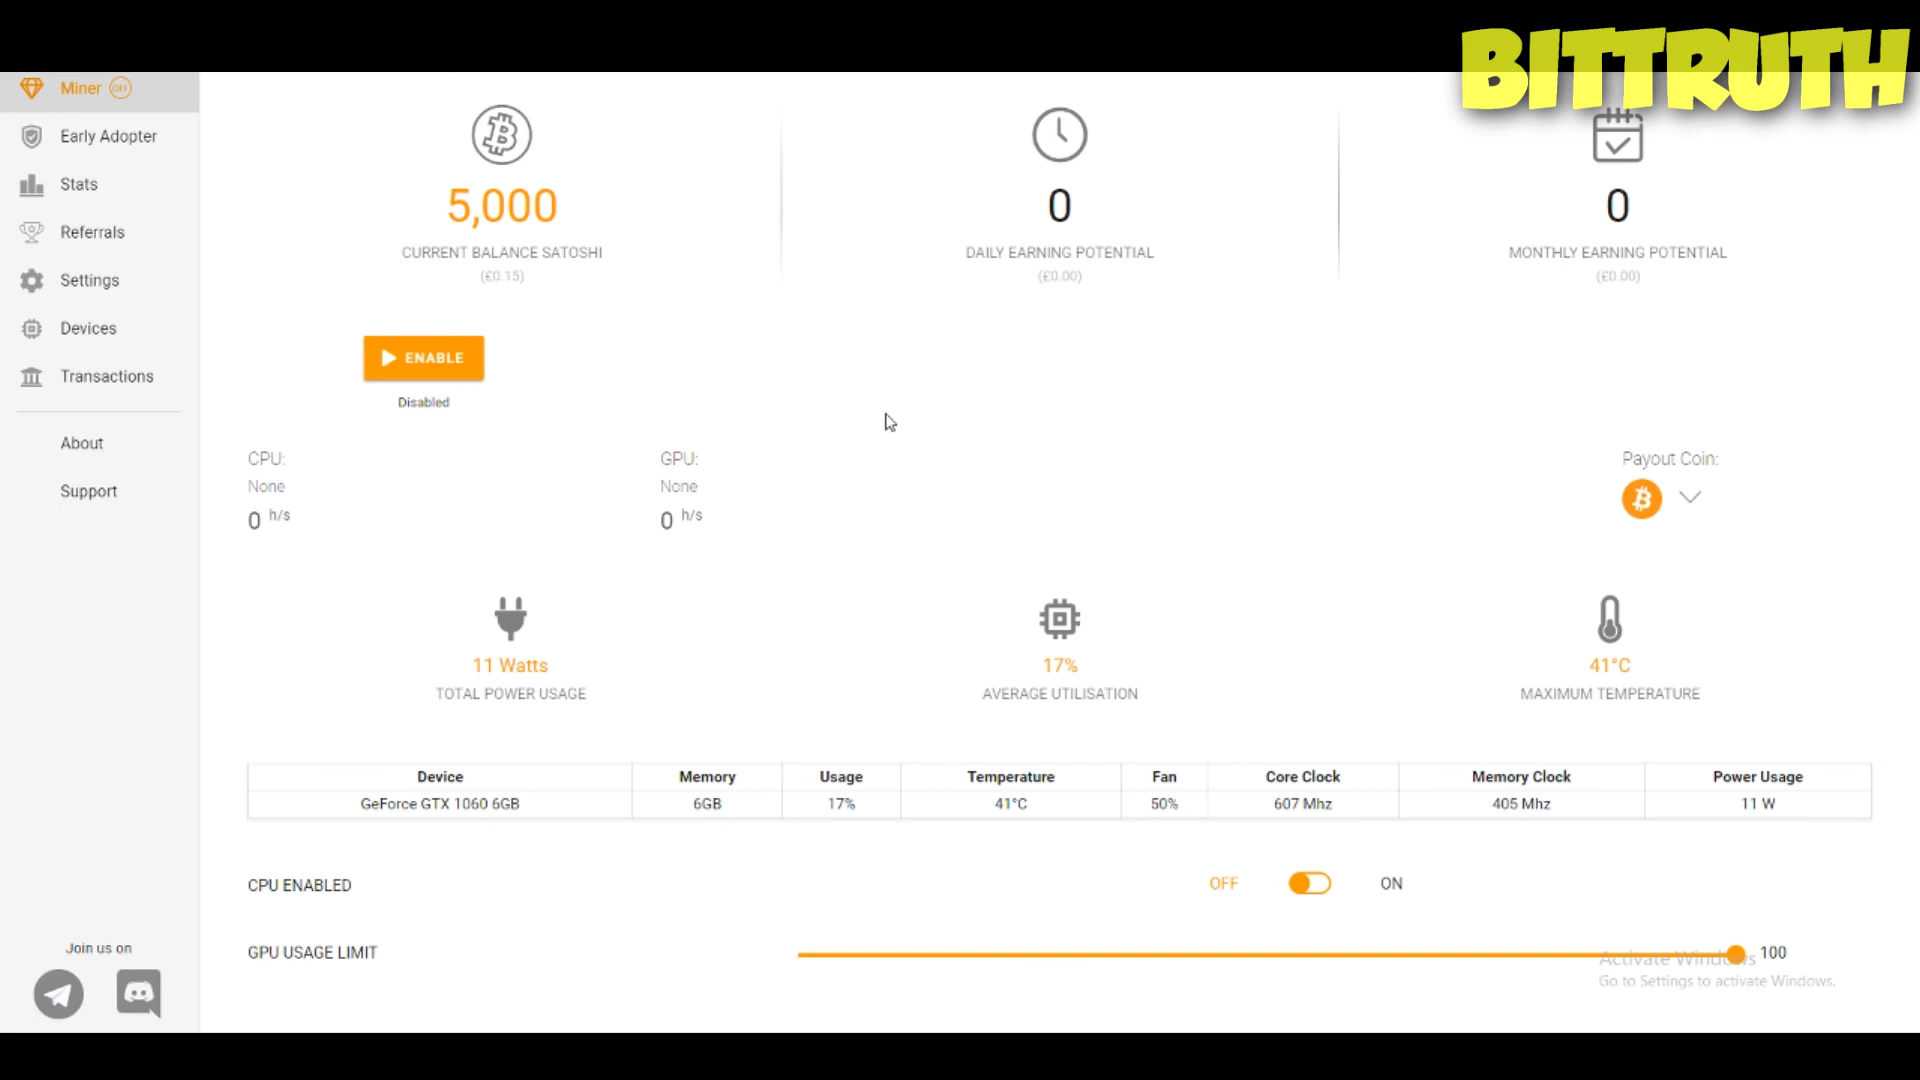 BITTRUTH
Miner OFF
Early Adopter
Stats
Referrals
Settings
Devices
Transactions
About
Support
Join us on
5,000
CURRENT BALANCE SATOSHI
(£0.15)
0
DAILY EARNING POTENTIAL
(£0.00)
0
MONTHLY EARNING POTENTIAL
(£0.00)
ENABLE
Disabled
CPU:
None
0 h/s
GPU:
None
0 h/s
Payout Coin:
11 Watts
TOTAL POWER USAGE
17%
AVERAGE UTILISATION
41°C
MAXIMUM TEMPERATURE
Device Memory Usage Temperature Fan Core Clock Memory Clock Power Usage
GeForce GTX 1060 6GB 6GB 17% 41°C 50% 607 Mhz 405 Mhz 11 W
CPU ENABLED OFF ON
GPU USAGE LIMIT 100
Activate Windows
Go to Settings to activate Windows.